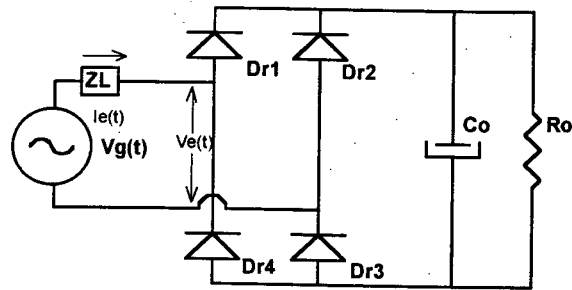 Dr1
Dr2
ZL
Ie(t)
Vg(t)
Ve(t)
Co
Ro
Dr4
Dr3